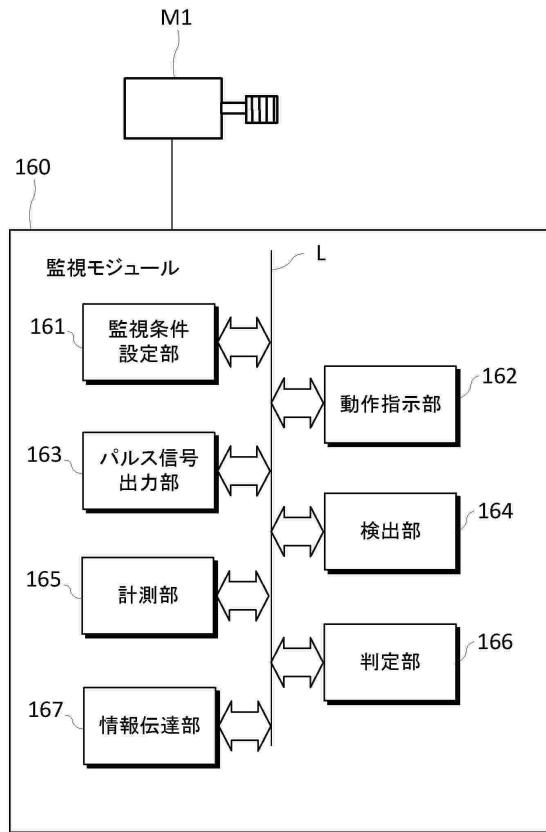 M1
160
監視モジュール
L
161
監視条件
設定部
162
動作指示部
163
パルス信号
出力部
164
検出部
165
計測部
166
判定部
167
情報伝達部